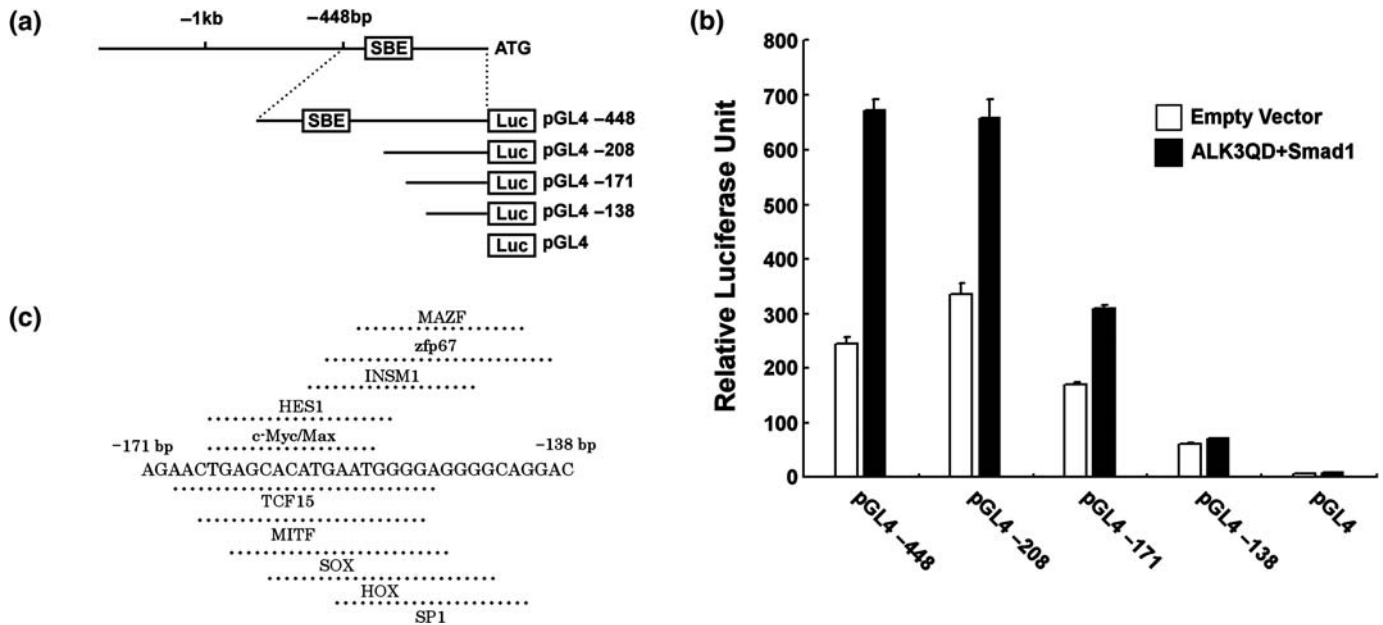 (a)
−1kb −448bp
SBE ATG
SBE Luc pGL4 −448
Luc pGL4 −208
Luc pGL4 −171
Luc pGL4 −138
Luc pGL4
(b)
Relative Luciferase Unit
800
700
600
500
400
300
200
100
0
Empty Vector
ALK3QD+Smad1
pGL4 −448
pGL4 −208
pGL4 −171
pGL4 −138
pGL4
(c)
MAZF
zfp67
INSM1
HES1
c-Myc/Max
−171 bp −138 bp
AGAACTGAGCACATGAATGGGGAGGGGCAGGAC
TCF15
MITF
SOX
HOX
SP1